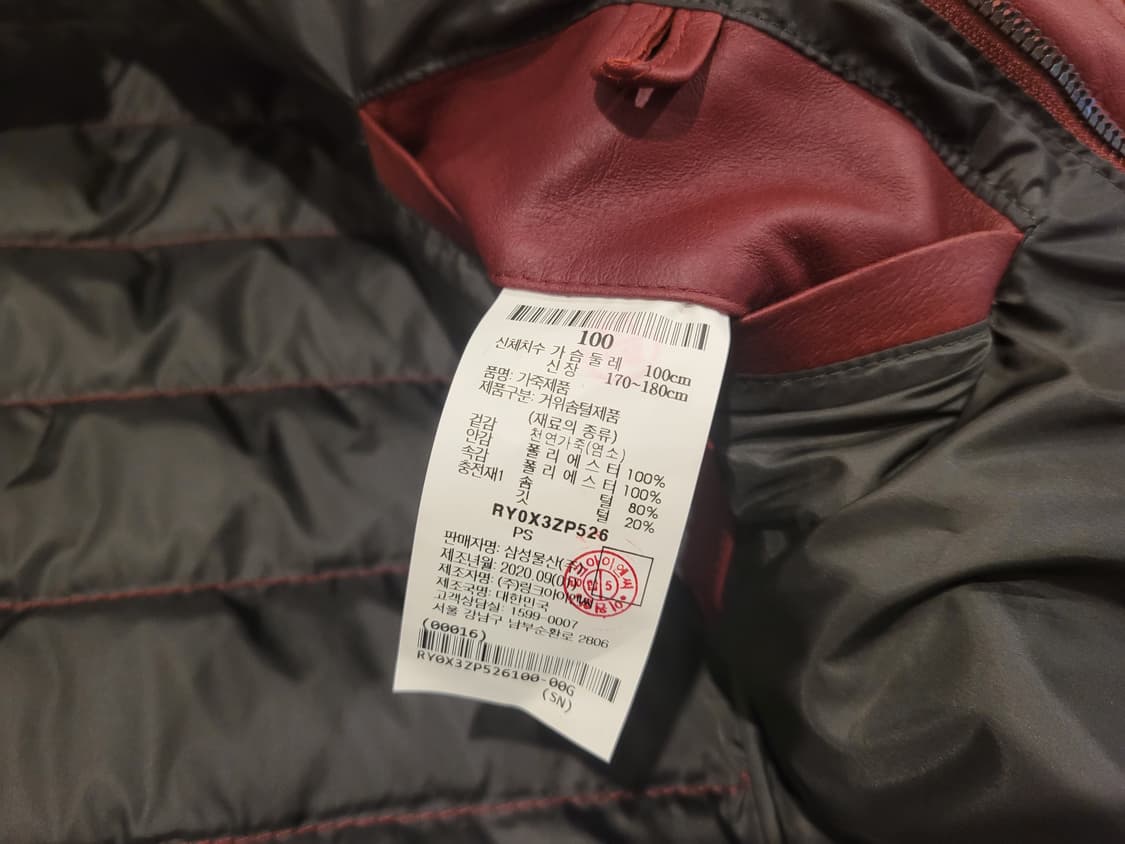 100
신체치수 가 슴 둘 레 100cm
신 장 170~180cm
품명: 가죽제품
제품구분: 거위솜털제품
(재료의 종류)
겉감 천연가죽(염소)
안감 폴 리 에 스 터 100%
속감 폴 리 에 스 터 100%
충전재1 솜 털 80%
깃 털 20%
RY0X3ZP526
PS
판매자명: 삼성물산(주)
제조년월: 2020.09
제조자명: (주)링크아이엔씨
제조국명: 대한민국
고객상담실: 1599-0007
서울 강남구 남부순환로 2806
(00016)
RY0X3ZP526100-00G
(SN)